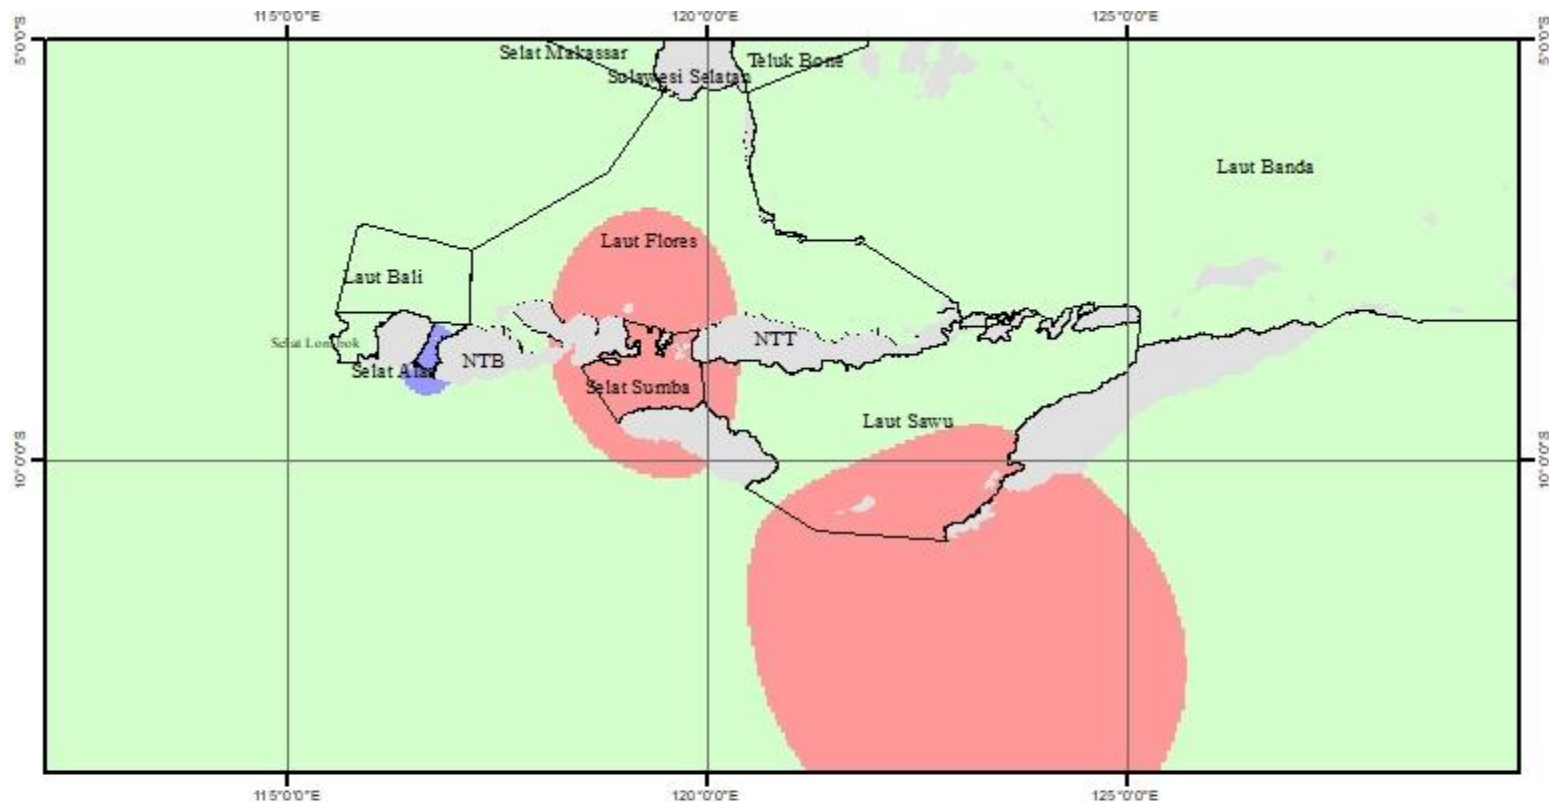 115°0'0"E 120°0'0"E 125°0'0"E
5°0'0"S 5°0'0"S
Selat Makassar Teluk Bone
Sulawesi Selatan
Laut Banda
Laut Flores
Laut Bali
Selat Lombok NTT
NTB
Selat Alas
Selat Sumba
Laut Sawu
10°0'0"S 10°0'0"S
115°0'0"E 120°0'0"E 125°0'0"E